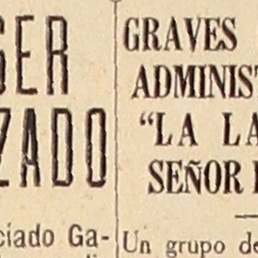 SER
ZADO
ciado Ga-
GRAVES
ADMINIST
"LA LA
SEÑOR
Un grupo de